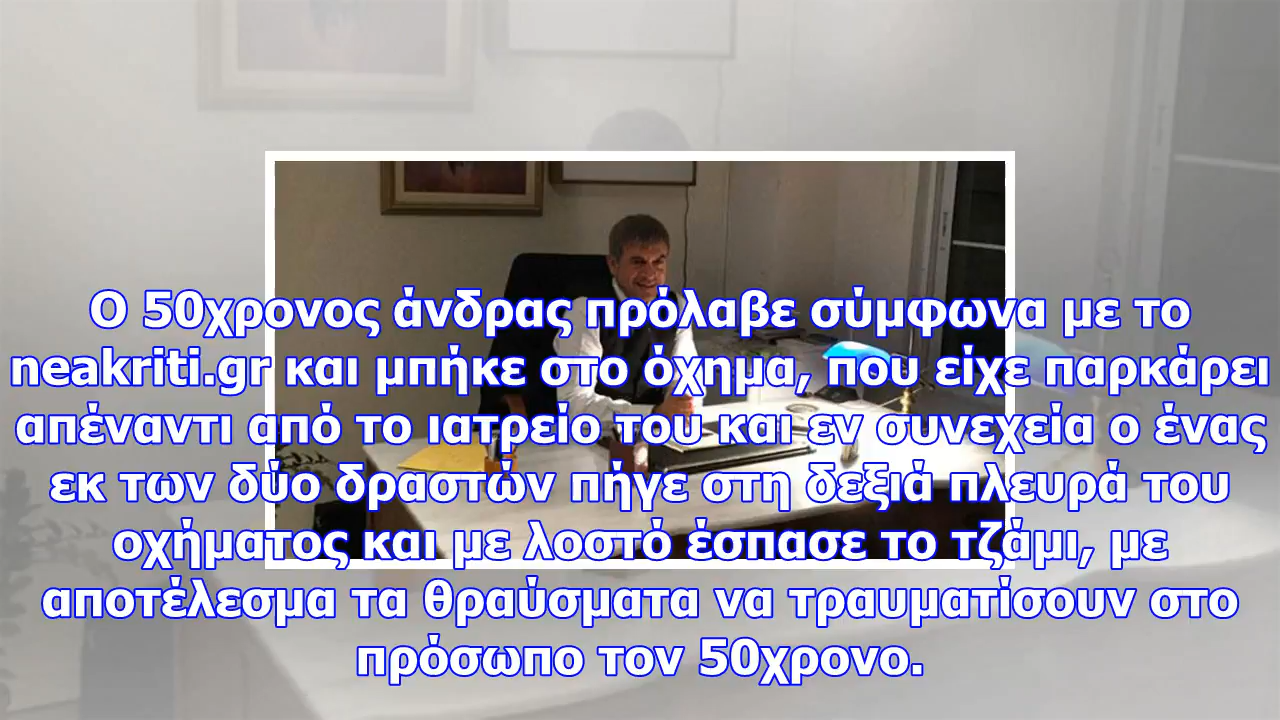 Ο 50χρονος άνδρας πρόλαβε σύμφωνα με το
neakriti.gr και μπήκε στο όχημα, που είχε παρκάρει
απέναντι από το ιατρείο του και εν συνεχεία ο ένας
εκ των δύο δραστών πήγε στη δεξιά πλευρά του
οχήματος και με λοστό έσπασε το τζάμι, με
αποτέλεσμα τα θραύσματα να τραυματίσουν στο
πρόσωπο τον 50χρονο.